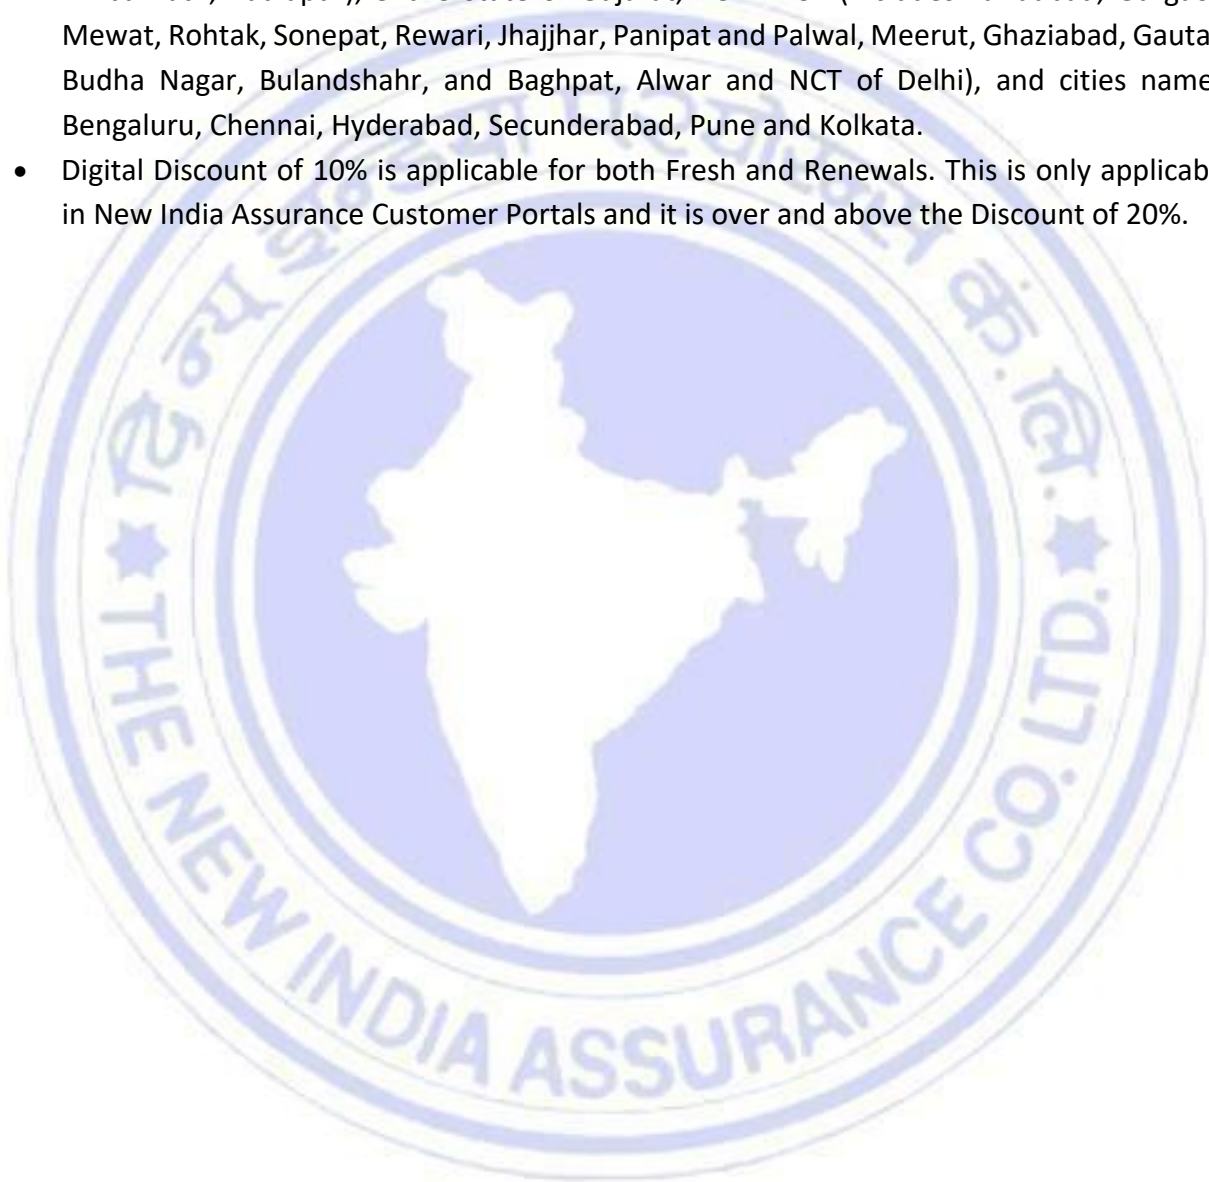 Mewat, Rohtak, Sonepat, Rewari, Jhajjhar, Panipat and Palwal, Meerut, Ghaziabad,
Budha Nagar, Bulandshahr, and Baghpat, Alwar and NCT of Delhi), and cities
Bengaluru, Chennai, Hyderabad, Secunderabad, Pune and Kolkata.
• Digital Discount of 10% is applicable for both Fresh and Renewals. This is only
in New India Assurance Customer Portals and it is over and above the Discount of 20%.
दि न्यू इन्डिया एश्योरन्स कं. लि.
THE NEW INDIA ASSURANCE CO. LTD.